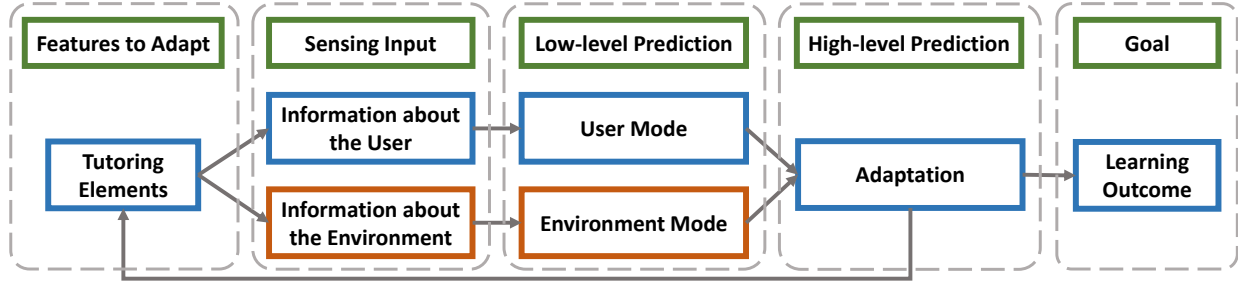 Features to Adapt
Sensing Input
Low-level Prediction
High-level Prediction
Goal
Tutoring
Elements
Information about
the User
Information about
the Environment
User Mode
Environment Mode
Adaptation
Learning
Outcome